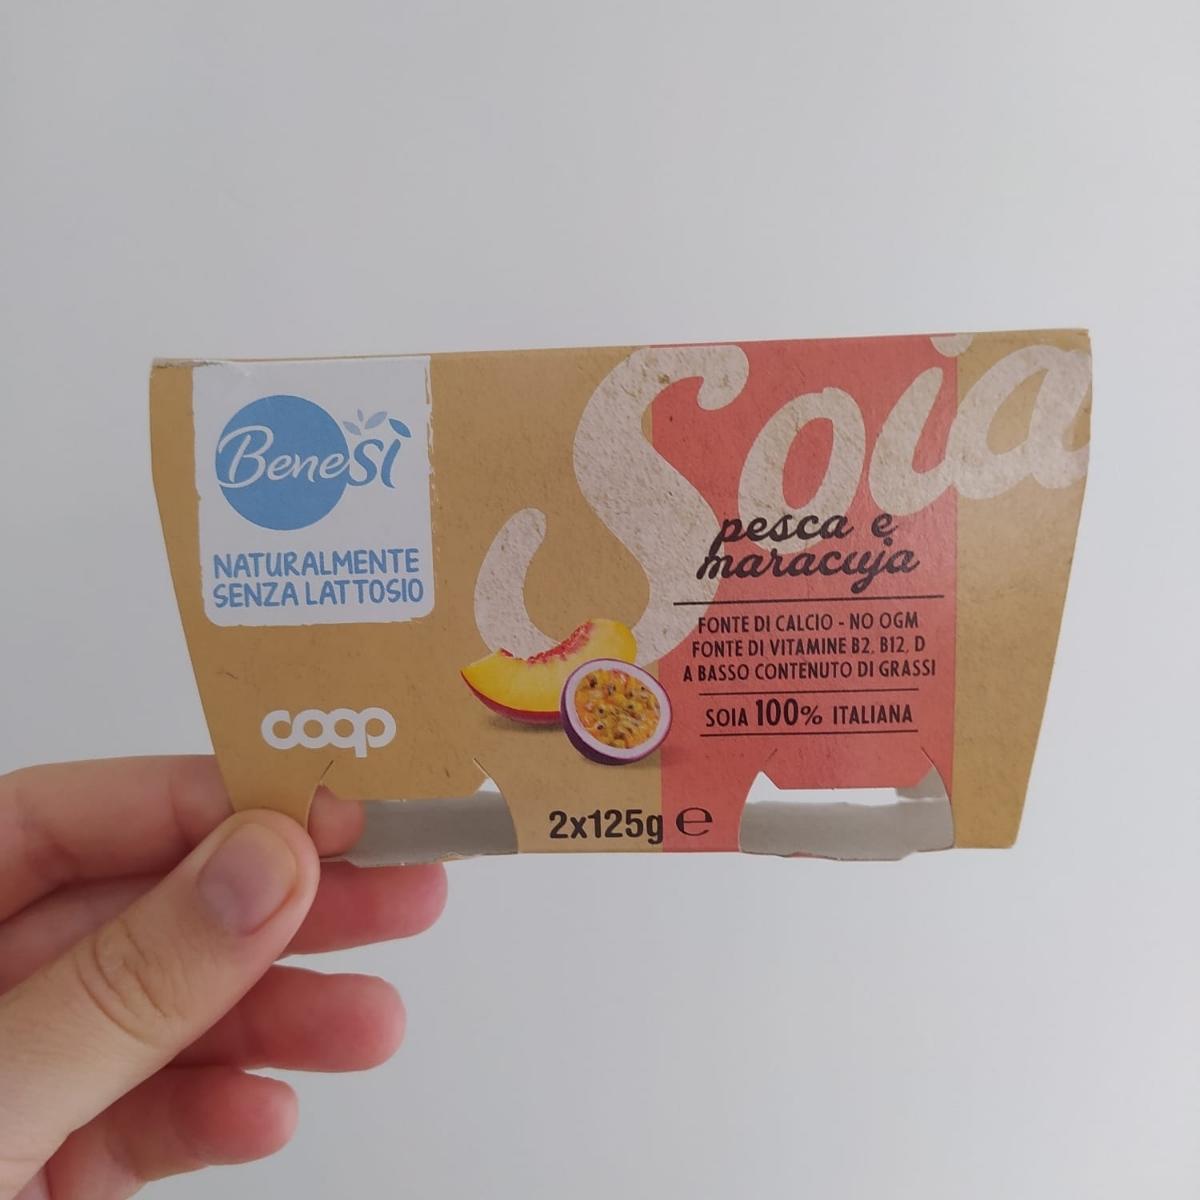 BeneSì
NATURALMENTE
SENZA LATTOSIO
coop
Soia
pesca e
maracuja
FONTE DI CALCIO - NO OGM
FONTE DI VITAMINE B2, B12, D
A BASSO CONTENUTO DI GRASSI
SOIA 100% ITALIANA
2x125g ℮